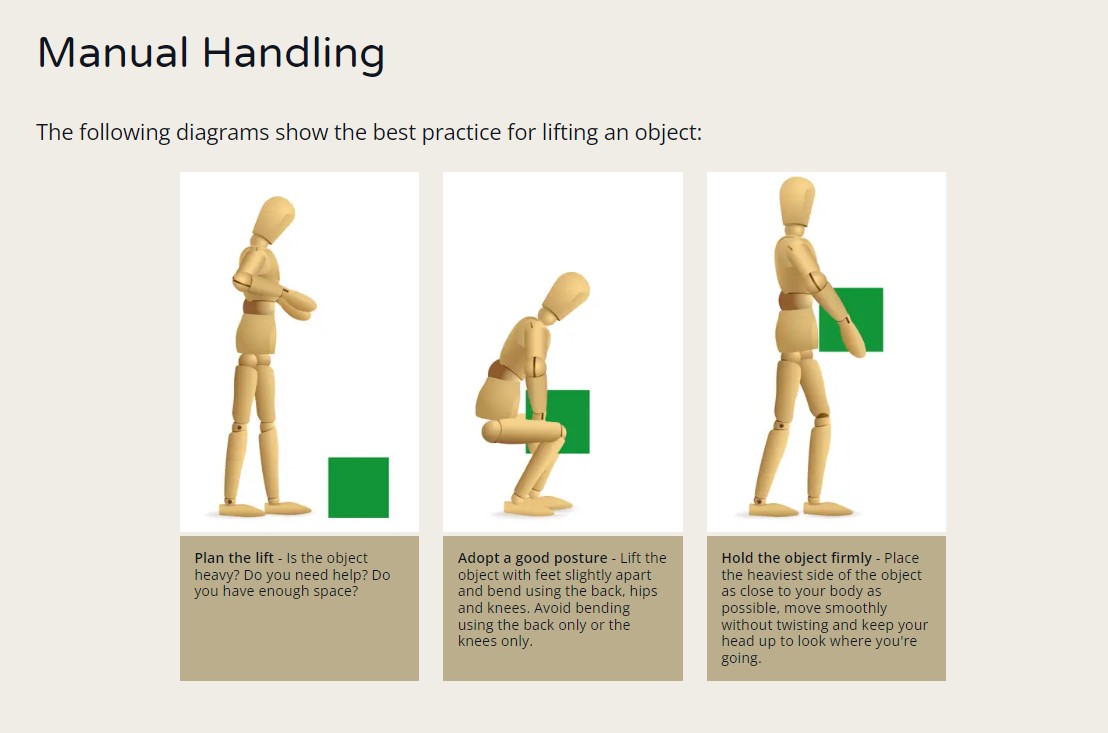 Manual Handling
The following diagrams show the best practice for lifting an object:
Plan the lift - Is the object
heavy? Do you need help? Do
you have enough space?
Adopt a good posture - Lift the
object with feet slightly apart
and bend using the back, hips
and knees. Avoid bending
using the back only or the
knees only.
Hold the object firmly - Place
the heaviest side of the object
as close to your body as
possible, move smoothly
without twisting and keep your
head up to look where you're
going.